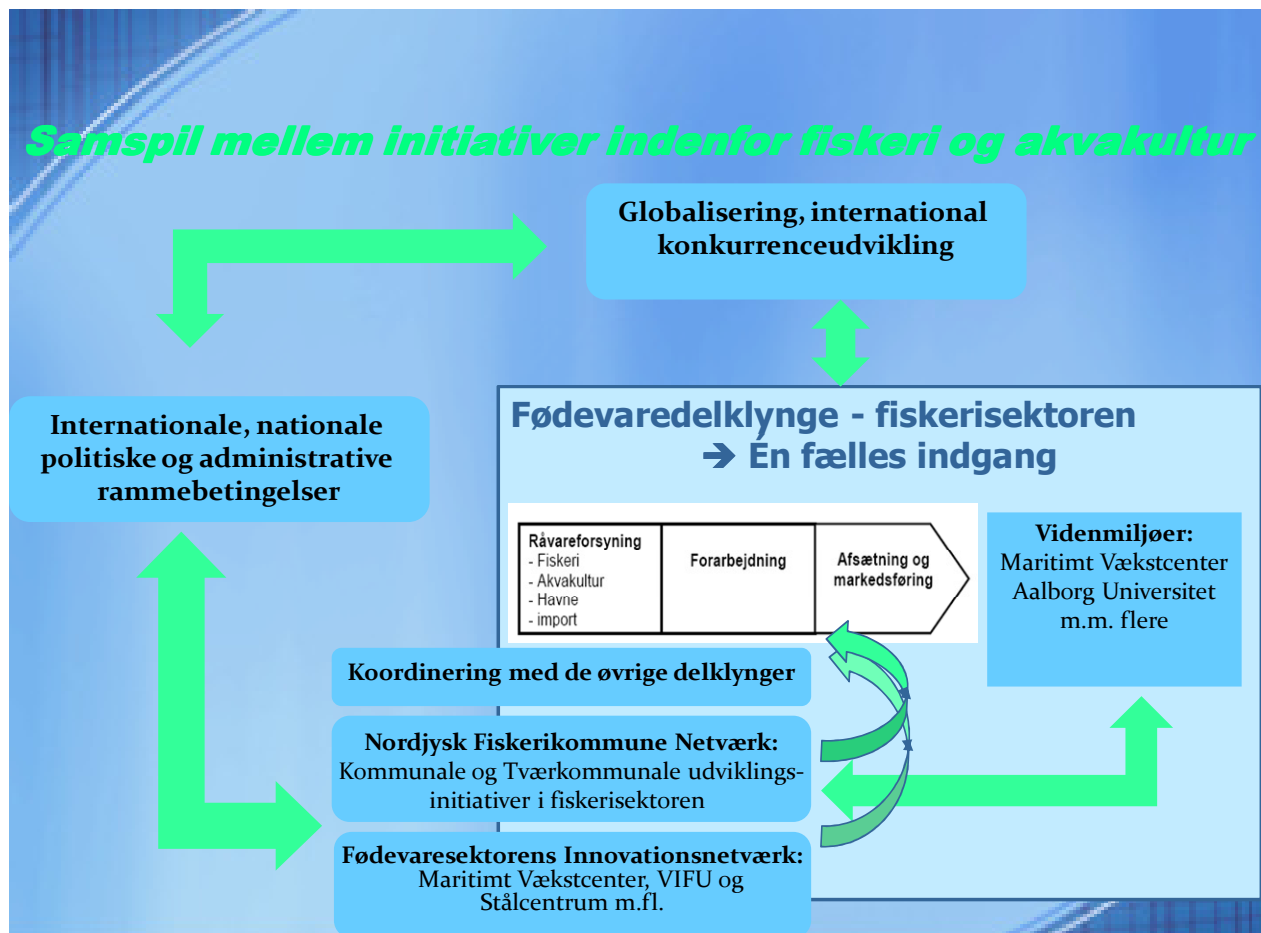 Samspil mellem initiativer indenfor fiskeri og akvakultur
Globalisering, international
konkurrenceudvikling
Internationale, nationale
politiske og administrative
rammebetingelser
Fødevaredelklynge - fiskerisektoren
➔ Én fælles indgang
Råvareforsyning
- Fiskeri
- Akvakultur
- Havne
- import
Forarbejdning
Afsætning og
markedsføring
Videnmiljøer:
Maritimt Vækstcenter
Aalborg Universitet
m.m. flere
Koordinering med de øvrige delklynger
Nordjysk Fiskerikommune Netværk:
Kommunale og Tværkommunale udviklings-
initiativer i fiskerisektoren
Fødevaresektorens Innovationsnetværk:
Maritimt Vækstcenter, VIFU og
Stålcentrum m.fl.